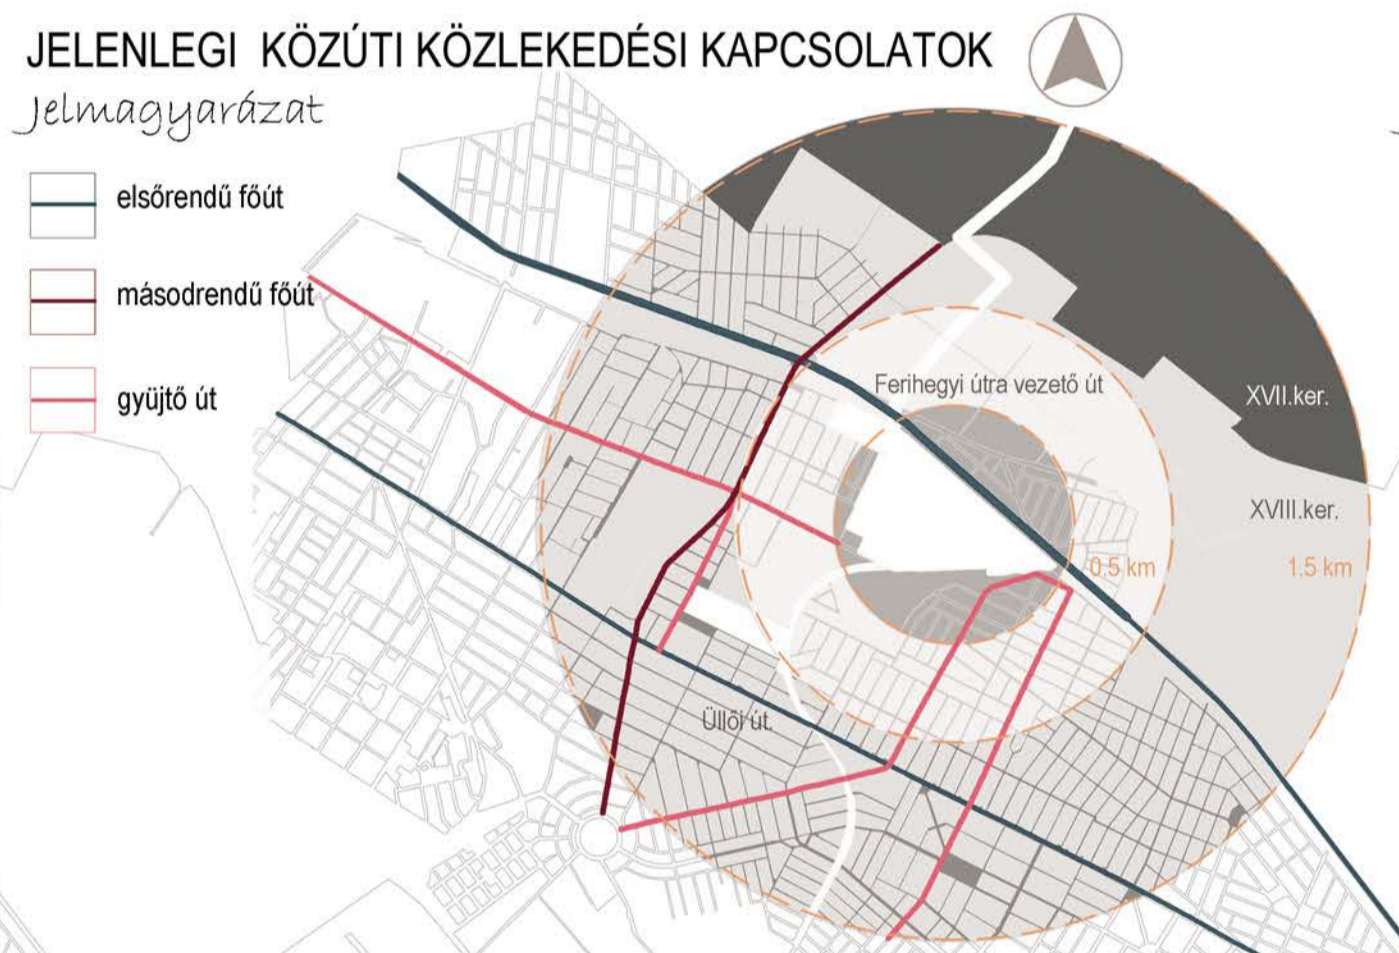 JELENLEGI KÖZÚTI KÖZLEKEDÉSI KAPCSOLATOK
Jelmagyarázat
elsőrendű főút
másodrendű főút
gyüjtő út
Ferihegyi útra vezető út
XVII.ker.
XVIII.ker.
0.5 km
1.5 km
Üllői út.